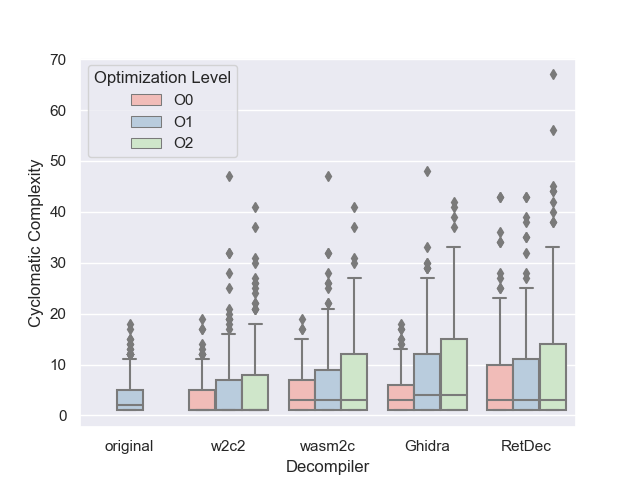 70
60
50
40
30
20
10
0
Cyclomatic Complexity
Optimization Level
O0
O1
O2
original w2c2 wasm2c Ghidra RetDec
Decompiler